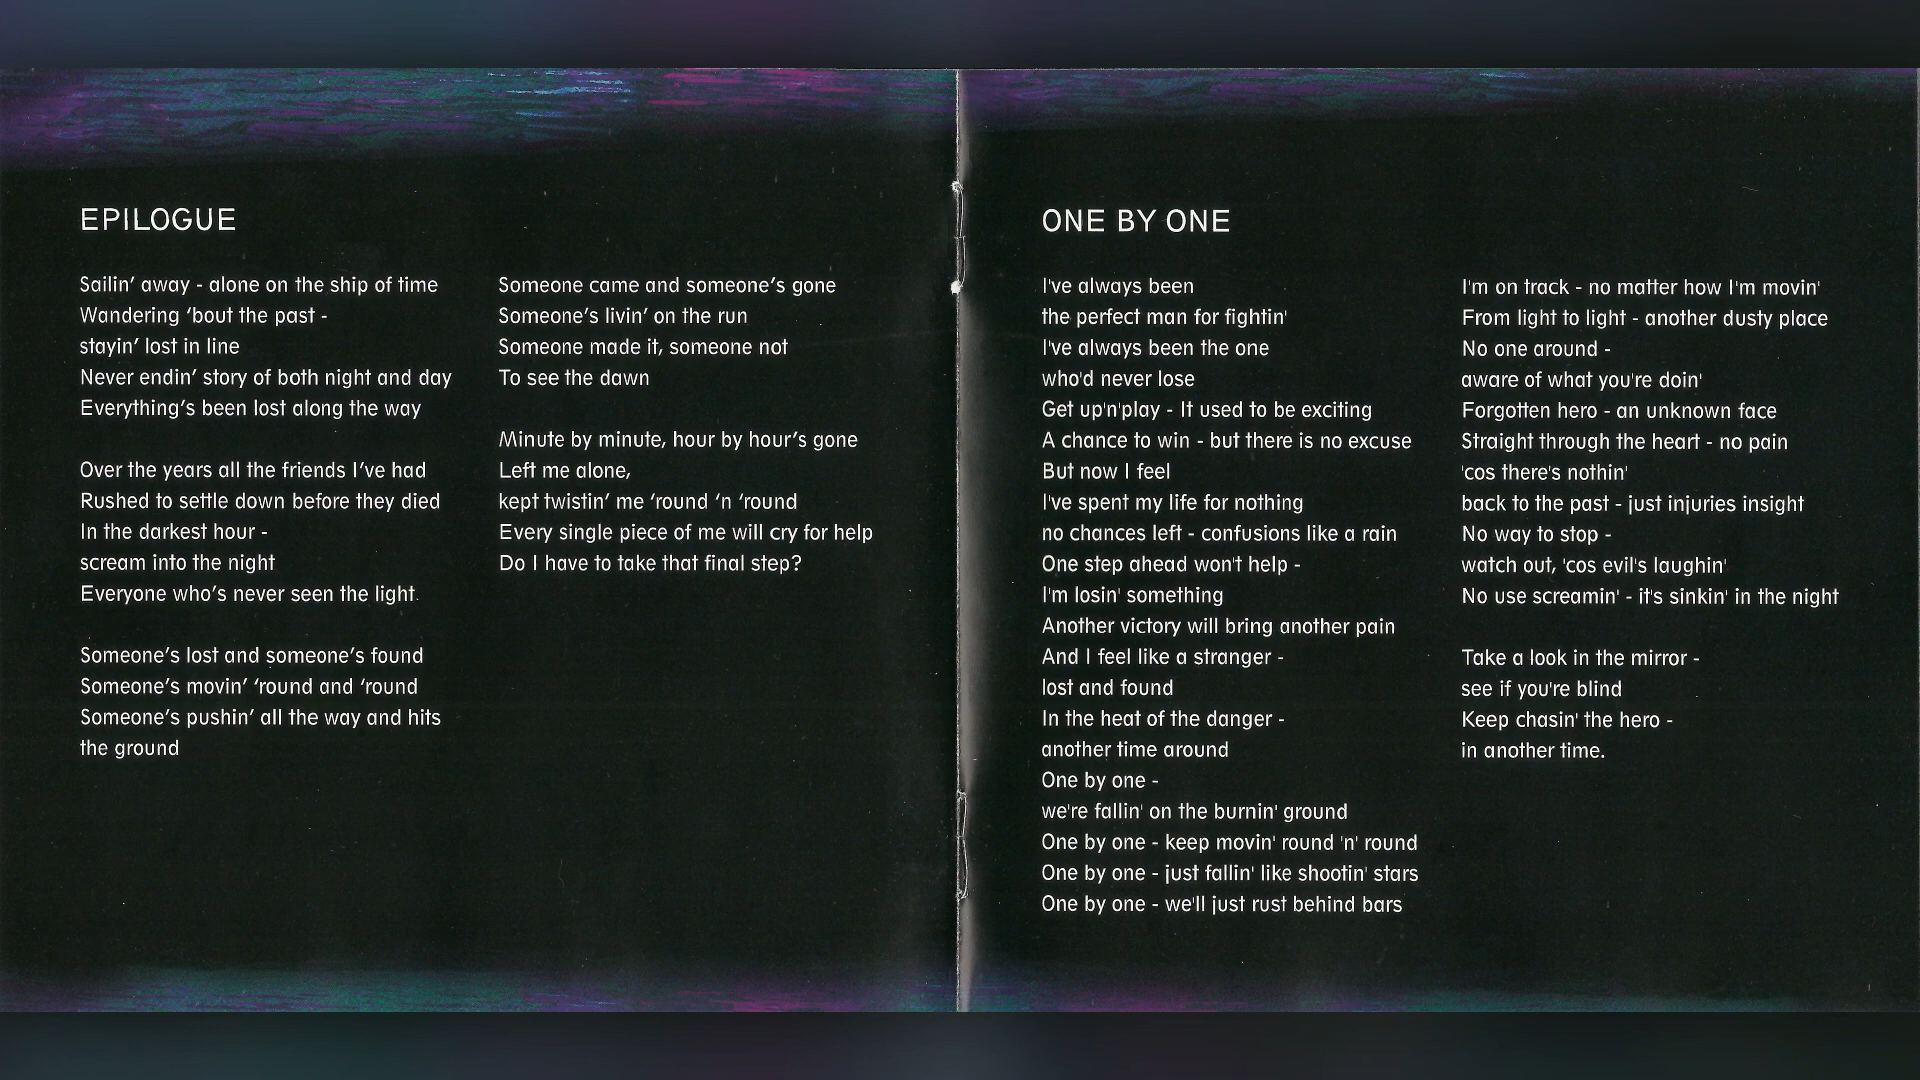 EPILOGUE
Sailin' away - alone on the ship of time
Wandering 'bout the past -
stayin' lost in line
Never endin' story of both night and day
Everything's been lost along the way
Over the years all the friends I've had
Rushed to settle down before they died
In the darkest hour -
scream into the night
Everyone who's never seen the light.
Someone's lost and someone's found
Someone's movin' 'round and 'round
Someone's pushin' all the way and hits
the ground
Someone came and someone's gone
Someone's livin' on the run
Someone made it, someone not
To see the dawn
Minute by minute, hour by hour's gone
Left me alone,
kept twistin' me 'round 'n 'round
Every single piece of me will cry for help
Do I have to take that final step?
ONE BY ONE
I've always been
the perfect man for fightin'
I've always been the one
who'd never lose
Get up'n'play - It used to be exciting
A chance to win - but there is no excuse
But now I feel
I've spent my life for nothing
no chances left - confusions like a rain
One step ahead won't help -
I'm losin' something
Another victory will bring another pain
And I feel like a stranger -
lost and found
In the heat of the danger -
another time around
One by one -
we're fallin' on the burnin' ground
One by one - keep movin' round 'n' round
One by one - just fallin' like shootin' stars
One by one - we'll just rust behind bars
I'm on track - no matter how I'm movin'
From light to light - another dusty place
No one around -
aware of what you're doin'
Forgotten hero - an unknown face
Straight through the heart - no pain
'cos there's nothin'
back to the past - just injuries insight
No way to stop -
watch out, 'cos evil's laughin'
No use screamin' - it's sinkin' in the night
Take a look in the mirror -
see if you're blind
Keep chasin' the hero -
in another time.